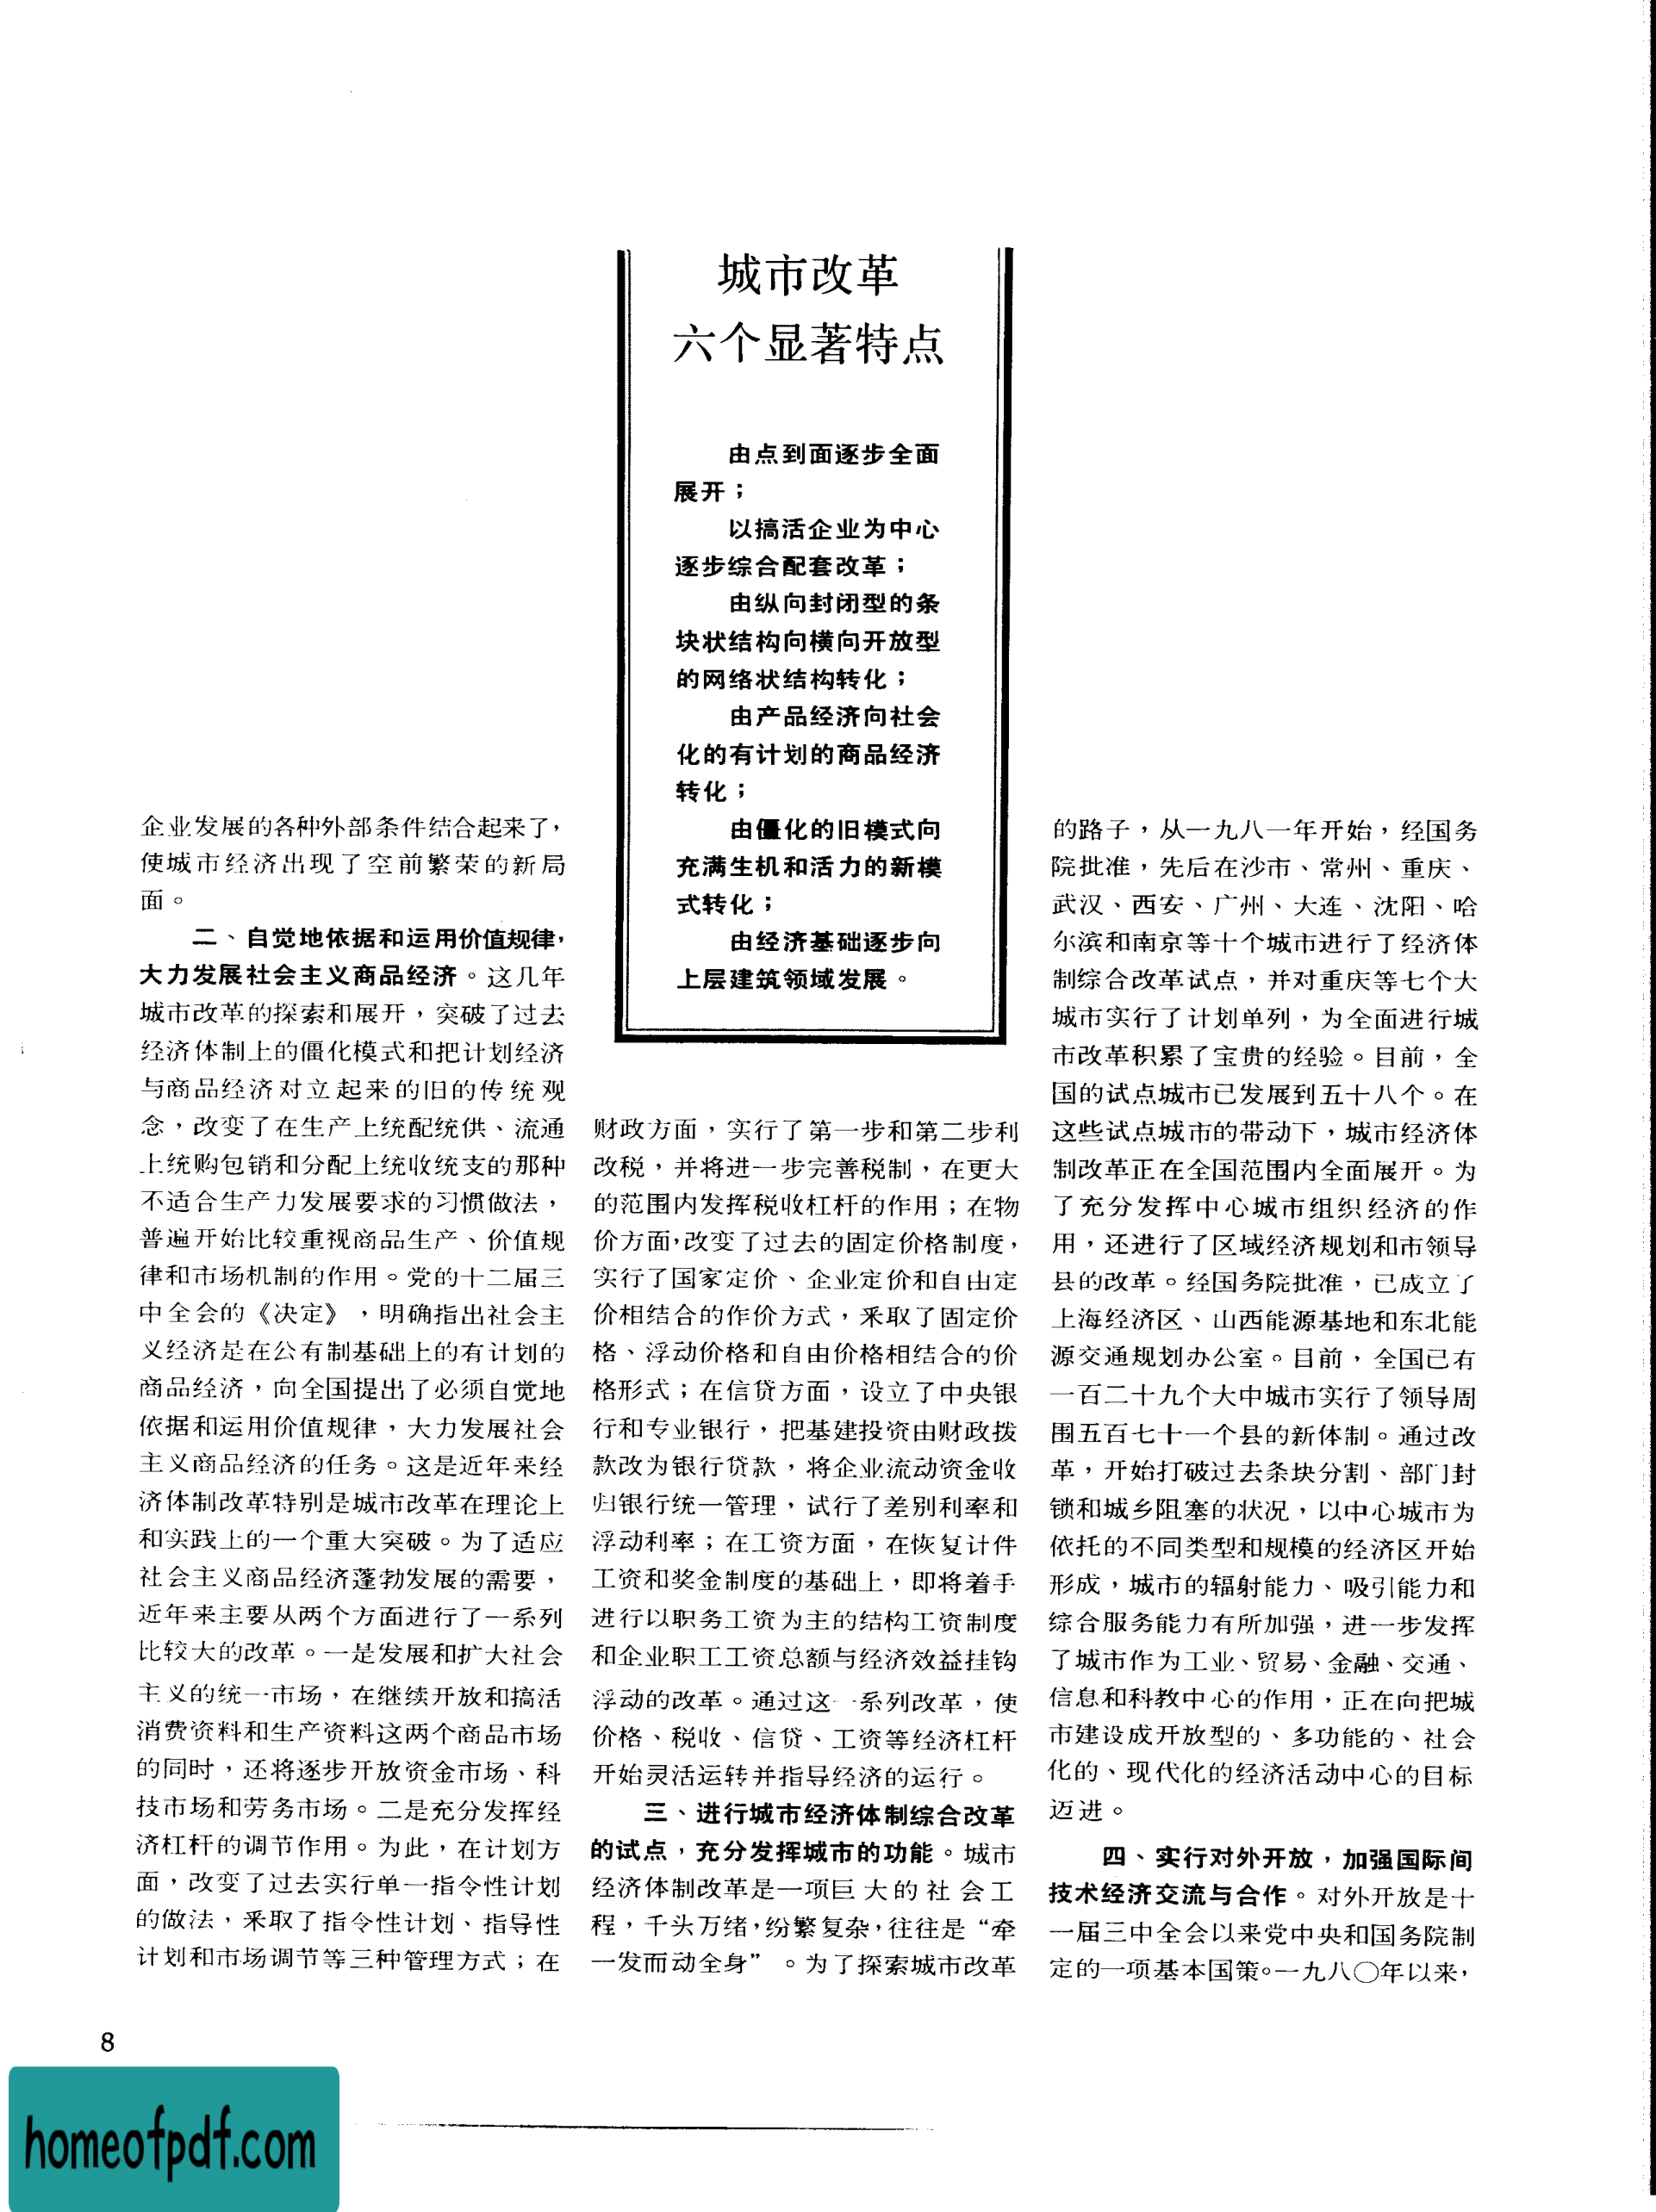 城市改革
六个显著特点
由点到面逐步全面
展开；
以搞活企业为中心
逐步综合配套改革；
由纵向封闭型的条
块状结构向横向开放型
的网络状结构转化；
由产品经济向社会
化的有计划的商品经济
转化；
由僵化的旧模式向
充满生机和活力的新模
式转化；
由经济基础逐步向
上层建筑领域发展。
企业发展的各种外部条件结合起来了，
使城市经济出现了空前繁荣的新局
面。
二、自觉地依据和运用价值规律，
大力发展社会主义商品经济。这几年
城市改革的探索和展开，突破了过去
经济体制上的僵化模式和把计划经济
与商品经济对立起来的旧的传统观
念，改变了在生产上统配统供、流通
上统购包销和分配上统收统支的那种
不适合生产力发展要求的习惯做法，
普遍开始比较重视商品生产、价值规
律和市场机制的作用。党的十二届三
中全会的《决定》，明确指出社会主
义经济是在公有制基础上的有计划的
商品经济，向全国提出了必须自觉地
依据和运用价值规律，大力发展社会
主义商品经济的任务。这是近年来经
济体制改革特别是城市改革在理论上
和实践上的一个重大突破。为了适应
社会主义商品经济蓬勃发展的需要，
近年来主要从两个方面进行了一系列
比较大的改革。一是发展和扩大社会
主义的统一市场，在继续开放和搞活
消费资料和生产资料这两个商品市场
的同时，还将逐步开放资金市场、科
技市场和劳务市场。二是充分发挥经
济杠杆的调节作用。为此，在计划方
面，改变了过去实行单一指令性计划
的做法，采取了指令性计划、指导性
计划和市场调节等三种管理方式；在
财政方面，实行了第一步和第二步利
改税，并将进一步完善税制，在更大
的范围内发挥税收杠杆的作用；在物
价方面，改变了过去的固定价格制度，
实行了国家定价、企业定价和自由定
价相结合的作价方式，采取了固定价
格、浮动价格和自由价格相结合的价
格形式；在信贷方面，设立了中央银
行和专业银行，把基建投资由财政拨
款改为银行贷款，将企业流动资金收
归银行统一管理，试行了差别利率和
浮动利率；在工资方面，在恢复计件
工资和奖金制度的基础上，即将着手
进行以职务工资为主的结构工资制度
和企业职工工资总额与经济效益挂钩
浮动的改革。通过这一系列改革，使
价格、税收、信贷、工资等经济杠杆
开始灵活运转并指导经济的运行。
三、进行城市经济体制综合改革
的试点，充分发挥城市的功能。城市
经济体制改革是一项巨大的社会工
程，千头万绪，纷繁复杂，往往是“牵
一发而动全身”。为了探索城市改革
的路子，从一九八一年开始，经国务
院批准，先后在沙市、常州、重庆、
武汉、西安、广州、大连、沈阳、哈
尔滨和南京等十个城市进行了经济体
制综合改革试点，并对重庆等七个大
城市实行了计划单列，为全面进行城
市改革积累了宝贵的经验。目前，全
国的试点城市已发展到五十八个。在
这些试点城市的带动下，城市经济体
制改革正在全国范围内全面展开。为
了充分发挥中心城市组织经济的作
用，还进行了区域经济规划和市领导
县的改革。经国务院批准，已成立了
上海经济区、山西能源基地和东北能
源交通规划办公室。目前，全国已有
一百二十九个大中城市实行了领导周
围五百七十一个县的新体制。通过改
革，开始打破过去条块分割、部门封
锁和城乡阻塞的状况，以中心城市为
依托的不同类型和规模的经济区开始
形成，城市的辐射能力、吸引能力和
综合服务能力有所加强，进一步发挥
了城市作为工业、贸易、金融、交通、
信息和科教中心的作用，正在向把城
市建设成开放型的、多功能的、社会
化的、现代化的经济活动中心的目标
迈进。
四、实行对外开放，加强国际间
技术经济交流与合作。对外开放是十
一届三中全会以来党中央和国务院制
定的一项基本国策。一九八〇年以来，
8
homeofpdf.com